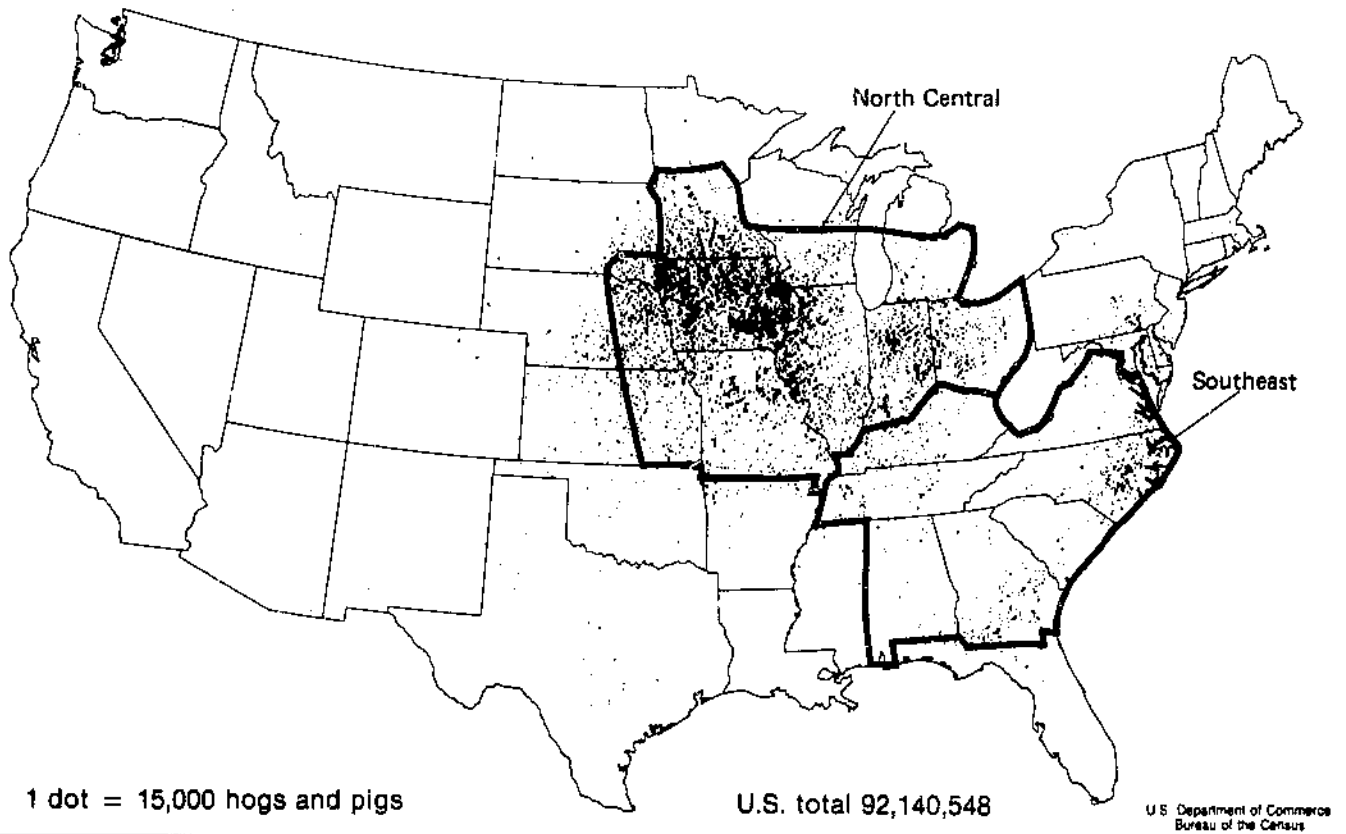 North Central
Southeast
1 dot = 15,000 hogs and pigs
U.S. total 92,140,548
U S Department of Commerce
Bureau of the Census